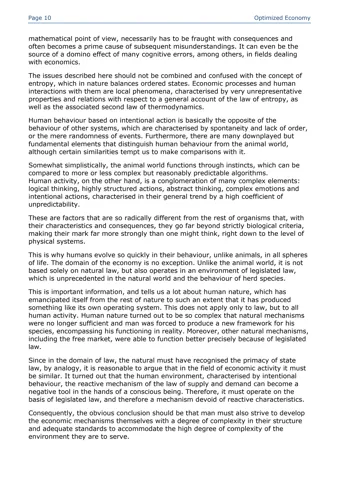 Page 10 Optimized Economy
mathematical point of view, necessarily has to be fraught with consequences and
often becomes a prime cause of subsequent misunderstandings. It can even be the
source of a domino effect of many cognitive errors, among others, in fields dealing
with economics.
The issues described here should not be combined and confused with the concept of
entropy, which in nature balances ordered states. Economic processes and human
interactions with them are local phenomena, characterised by very unrepresentative
properties and relations with respect to a general account of the law of entropy, as
well as the associated second law of thermodynamics.
Human behaviour based on intentional action is basically the opposite of the
behaviour of other systems, which are characterised by spontaneity and lack of order,
or the mere randomness of events. Furthermore, there are many downplayed but
fundamental elements that distinguish human behaviour from the animal world,
although certain similarities tempt us to make comparisons with it.
Somewhat simplistically, the animal world functions through instincts, which can be
compared to more or less complex but reasonably predictable algorithms.
Human activity, on the other hand, is a conglomeration of many complex elements:
logical thinking, highly structured actions, abstract thinking, complex emotions and
intentional actions, characterised in their general trend by a high coefficient of
unpredictability.
These are factors that are so radically different from the rest of organisms that, with
their characteristics and consequences, they go far beyond strictly biological criteria,
making their mark far more strongly than one might think, right down to the level of
physical systems.
This is why humans evolve so quickly in their behaviour, unlike animals, in all spheres
of life. The domain of the economy is no exception. Unlike the animal world, it is not
based solely on natural law, but also operates in an environment of legislated law,
which is unprecedented in the natural world and the behaviour of herd species.
This is important information, and tells us a lot about human nature, which has
emancipated itself from the rest of nature to such an extent that it has produced
something like its own operating system. This does not apply only to law, but to all
human activity. Human nature turned out to be so complex that natural mechanisms
were no longer sufficient and man was forced to produce a new framework for his
species, encompassing his functioning in reality. Moreover, other natural mechanisms,
including the free market, were able to function better precisely because of legislated
law.
Since in the domain of law, the natural must have recognised the primacy of state
law, by analogy, it is reasonable to argue that in the field of economic activity it must
be similar. It turned out that the human environment, characterised by intentional
behaviour, the reactive mechanism of the law of supply and demand can become a
negative tool in the hands of a conscious being. Therefore, it must operate on the
basis of legislated law, and therefore a mechanism devoid of reactive characteristics.
Consequently, the obvious conclusion should be that man must also strive to develop
the economic mechanisms themselves with a degree of complexity in their structure
and adequate standards to accommodate the high degree of complexity of the
environment they are to serve.